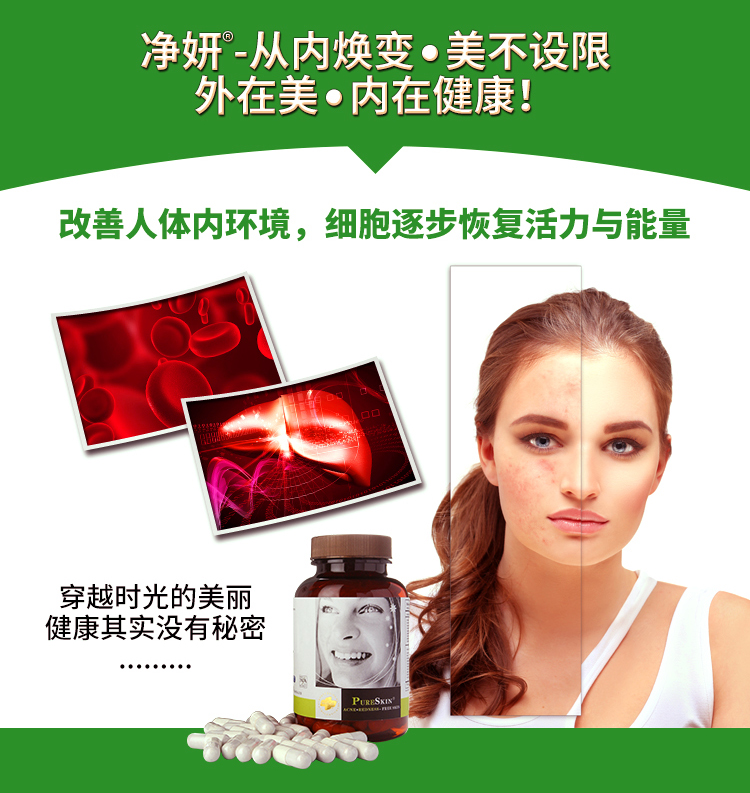 净妍®-从内焕变•美不设限
外在美•内在健康！
改善人体内环境，细胞逐步恢复活力与能量
穿越时光的美丽
健康其实没有秘密
………
PURESKIN®
ACNE•REDNESS-